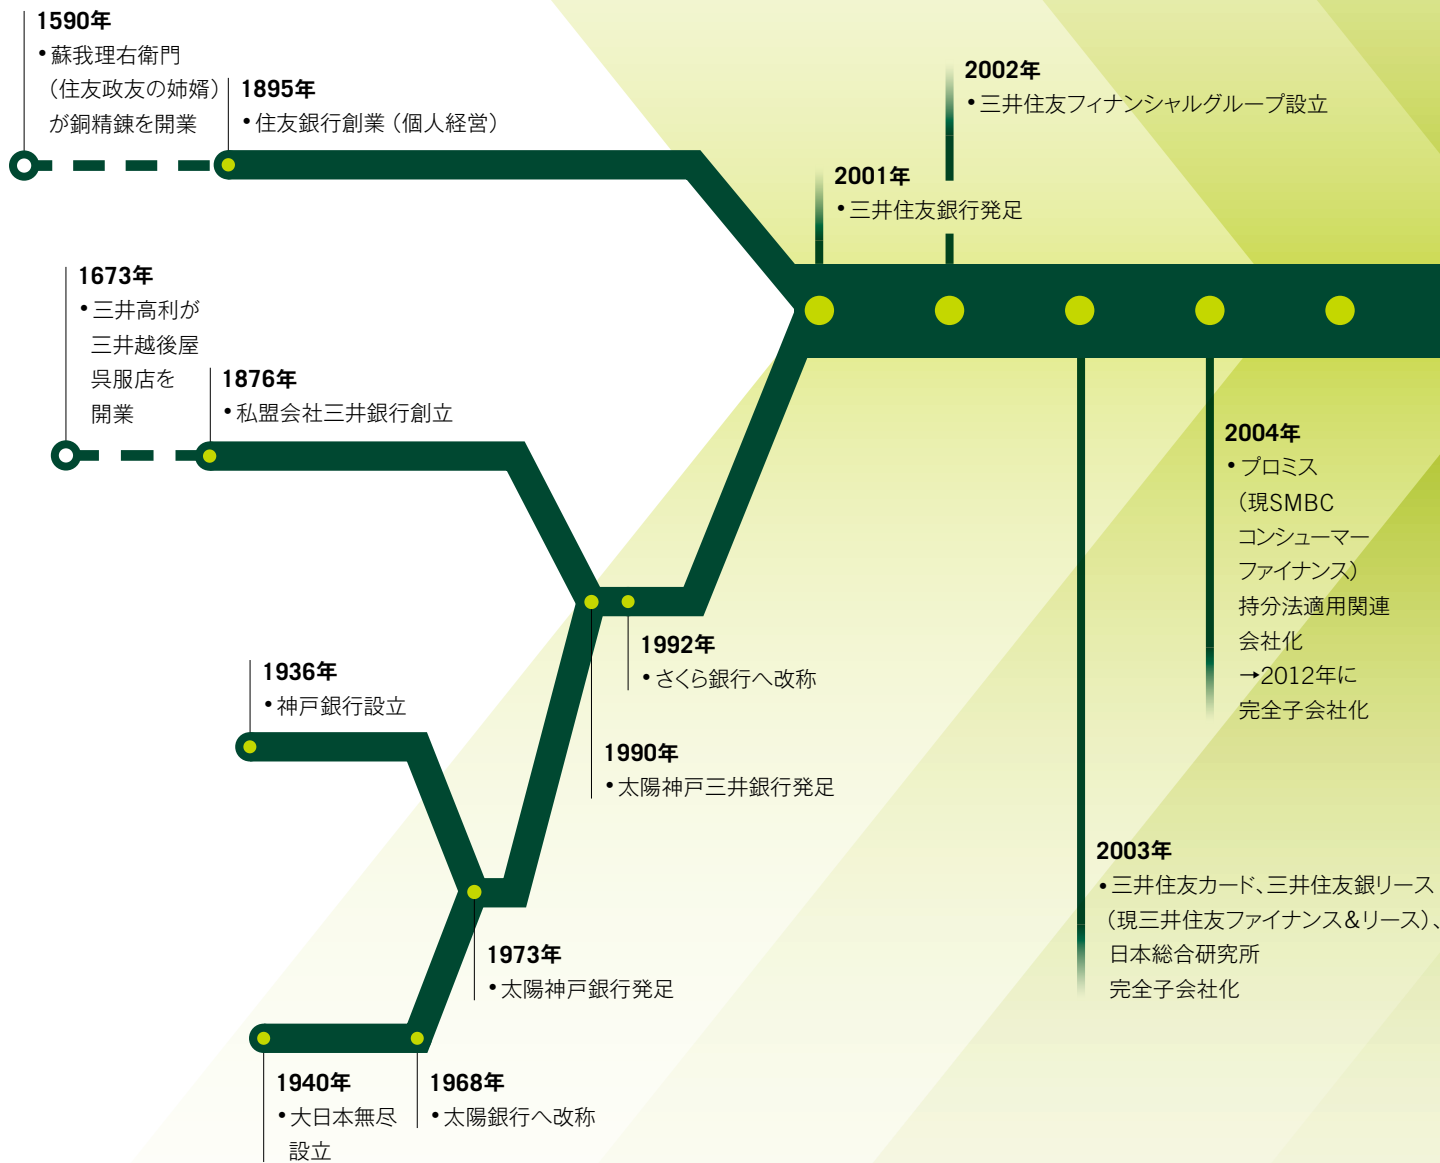 1590年
•蘇我理右衛門
（住友政友の姉婿）
が銅精錬を開業
1895年
•住友銀行創業（個人経営）
2002年
•三井住友フィナンシャルグループ設立
2001年
•三井住友銀行発足
1673年
•三井高利が
三井越後屋
呉服店を
開業
1876年
•私盟会社三井銀行創立
2004年
•プロミス
（現SMBC
コンシューマー
ファイナンス）
持分法適用関連
会社化
→2012年に
完全子会社化
1992年
•さくら銀行へ改称
1936年
•神戸銀行設立
1990年
•太陽神戸三井銀行発足
2003年
•三井住友カード、三井住友銀リース
（現三井住友ファイナンス&リース）、
日本総合研究所
完全子会社化
1973年
•太陽神戸銀行発足
1940年
•大日本無尽
設立
1968年
•太陽銀行へ改称